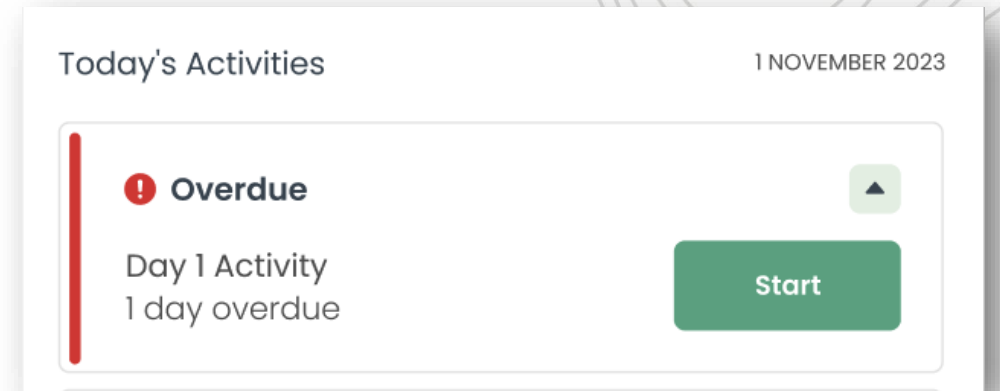 Today's Activities
1 NOVEMBER 2023
Overdue
Day 1 Activity
1 day overdue
Start